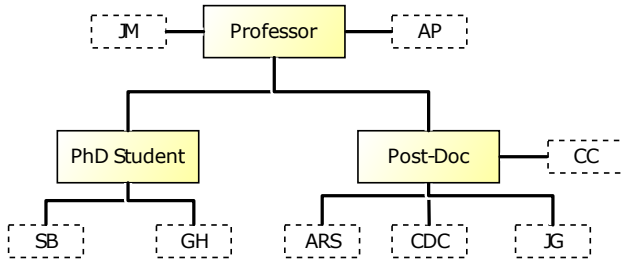 JM
Professor
AP
PhD Student
Post-Doc
CC
SB
GH
ARS
CDC
JG